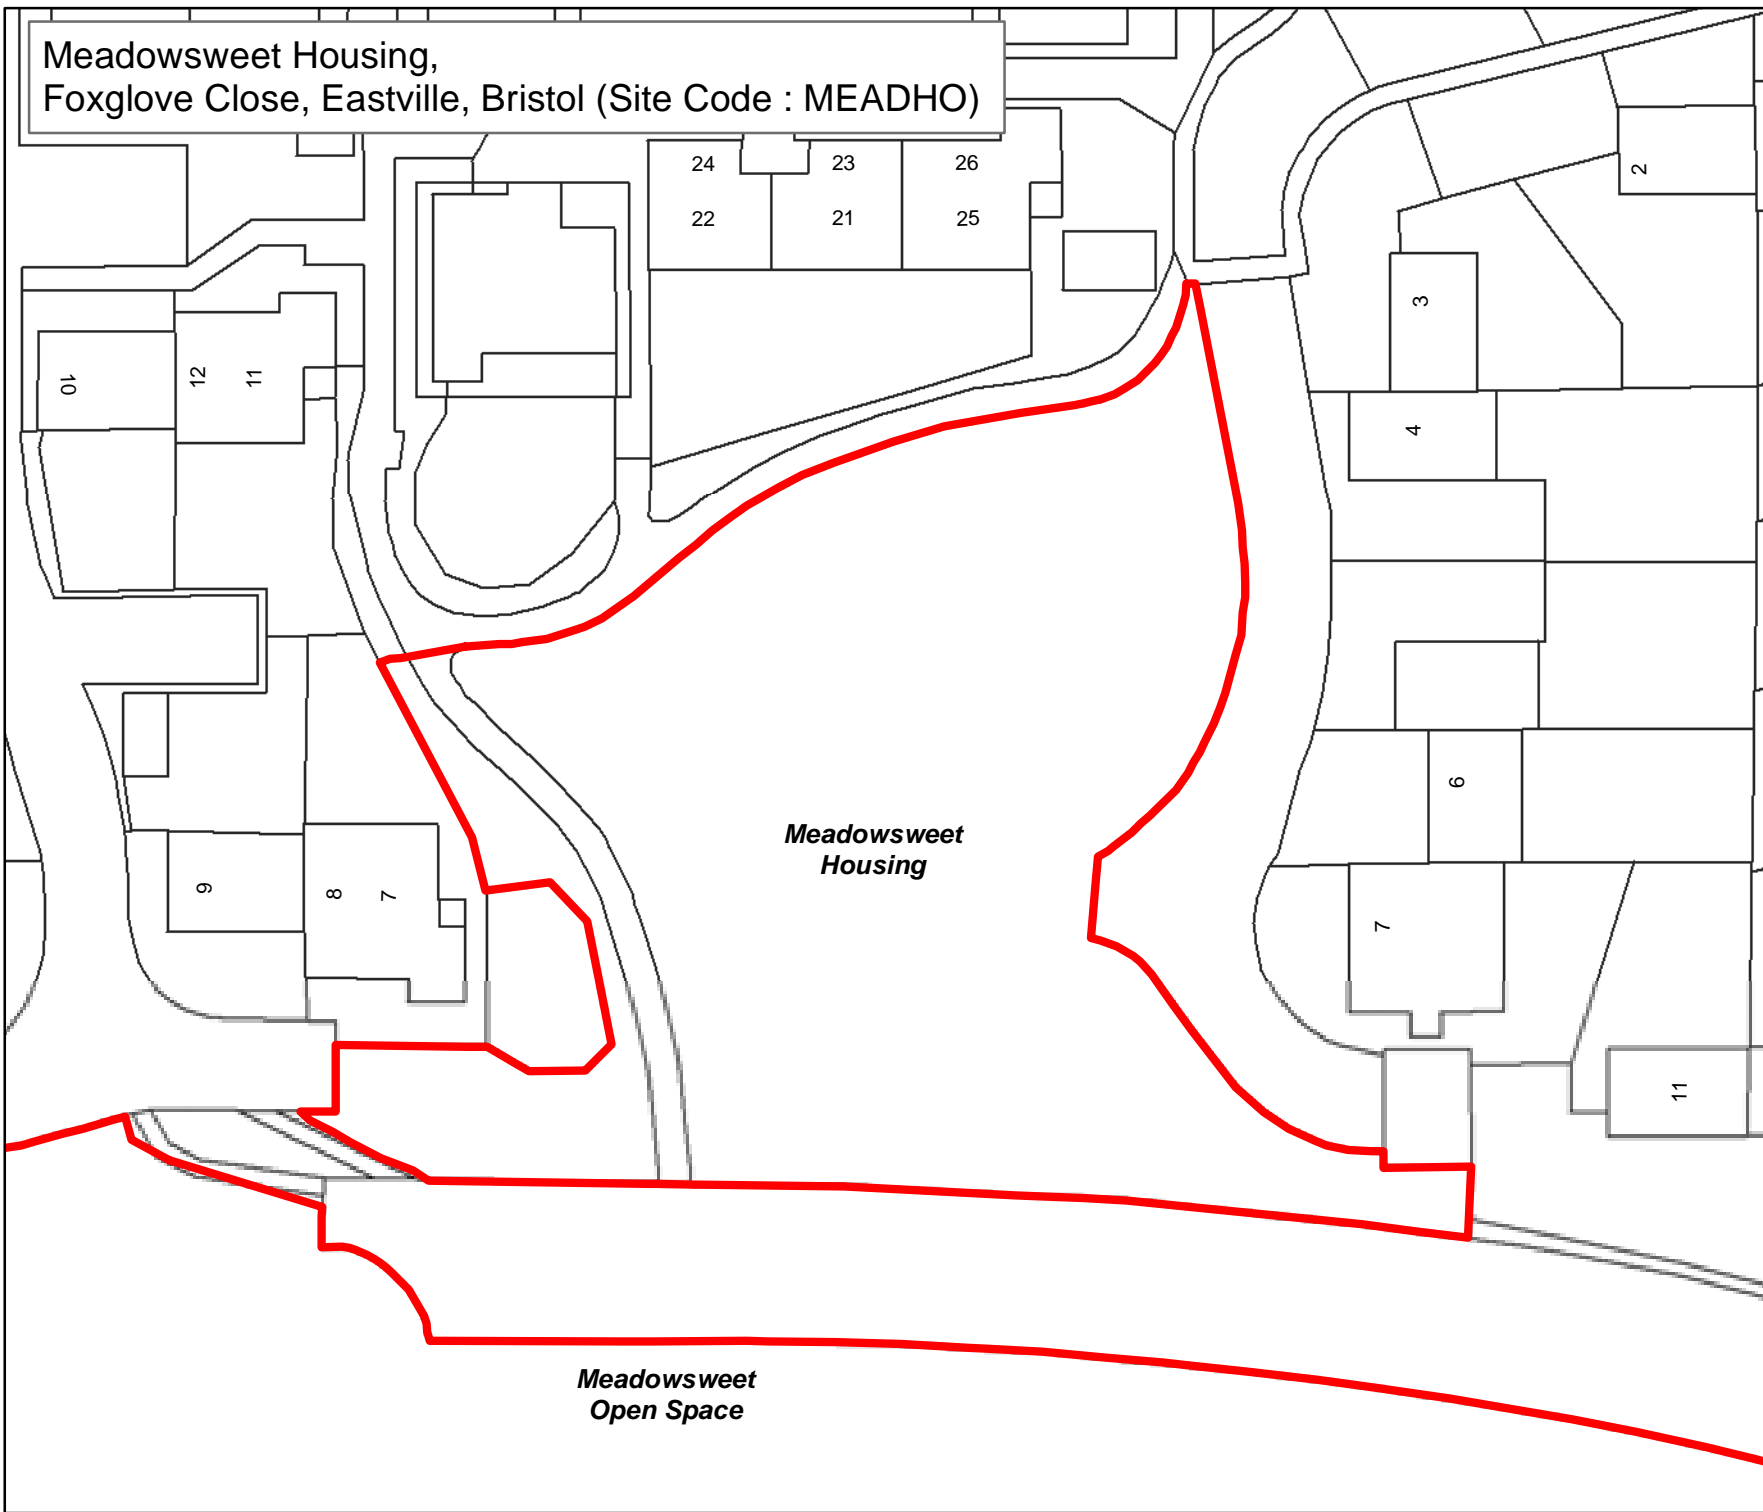 Meadowsweet Housing,
Foxglove Close, Eastville, Bristol (Site Code : MEADHO)
24 23 26
22 21 25
2
3
10 12 11
4
6
Meadowsweet
Housing
9 8 7
7
11
Meadowsweet
Open Space